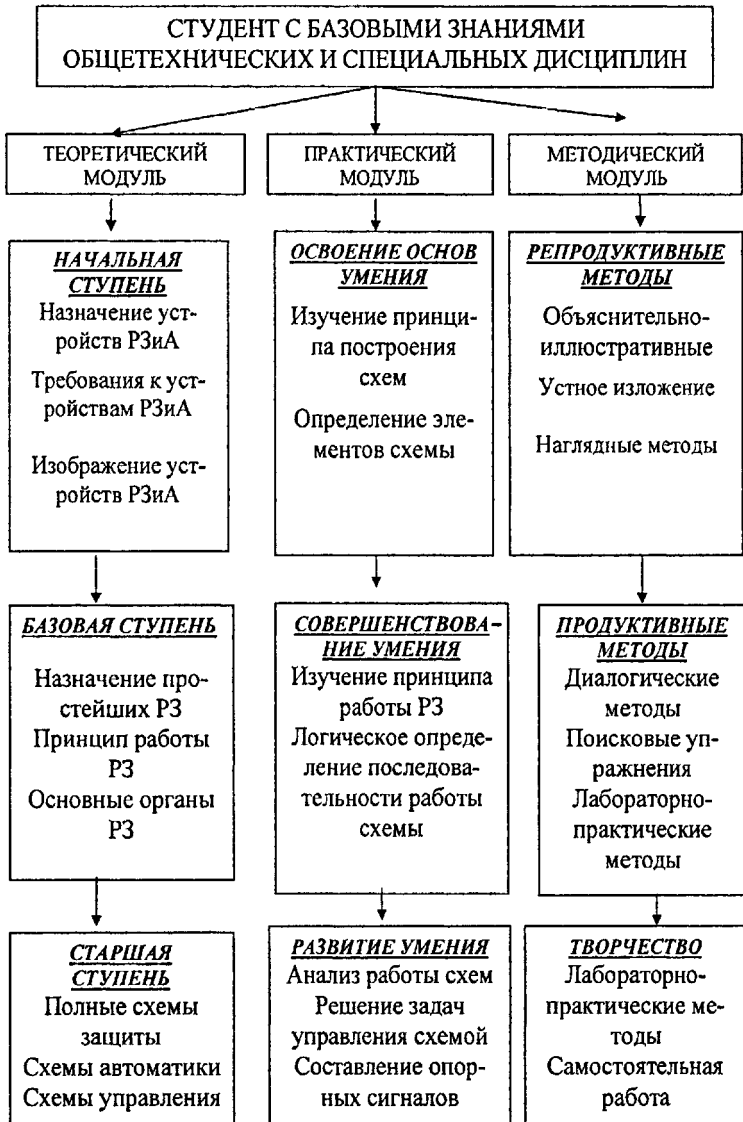 СТУДЕНТ С БАЗОВЫМИ ЗНАНИЯМИ
ОБЩЕТЕХНИЧЕСКИХ И СПЕЦИАЛЬНЫХ ДИСЦИПЛИН
ТЕОРЕТИЧЕСКИЙ
МОДУЛЬ
ПРАКТИЧЕСКИЙ
МОДУЛЬ
МЕТОДИЧЕСКИЙ
МОДУЛЬ
НАЧАЛЬНАЯ
СТУПЕНЬ
Назначение уст-
ройств РЗиА
Требования к уст-
ройствам РЗиА
Изображение уст-
ройств РЗиА
ОСВОЕНИЕ ОСНОВ
УМЕНИЯ
Изучение принци-
па построения
схем
Определение эле-
ментов схемы
РЕПРОДУКТИВНЫЕ
МЕТОДЫ
Объяснительно-
иллюстративные
Устное изложение
Наглядные методы
БАЗОВАЯ СТУПЕНЬ
Назначение про-
стейших РЗ
Принцип работы
РЗ
Основные органы
РЗ
СОВЕРШЕНСТВОВА-
НИЕ УМЕНИЯ
Изучение принципа
работы РЗ
Логическое опреде-
ление последова-
тельности работы
схемы
ПРОДУКТИВНЫЕ
МЕТОДЫ
Диалогические
методы
Поисковые уп-
ражнения
Лабораторно-
практические
методы
СТАРШАЯ
СТУПЕНЬ
Полные схемы
защиты
Схемы автоматики
Схемы управления
РАЗВИТИЕ УМЕНИЯ
Анализ работы схем
Решение задач
управления схемой
Составление опор-
ных сигналов
ТВОРЧЕСТВО
Лабораторно-
практические ме-
тоды
Самостоятельная
работа